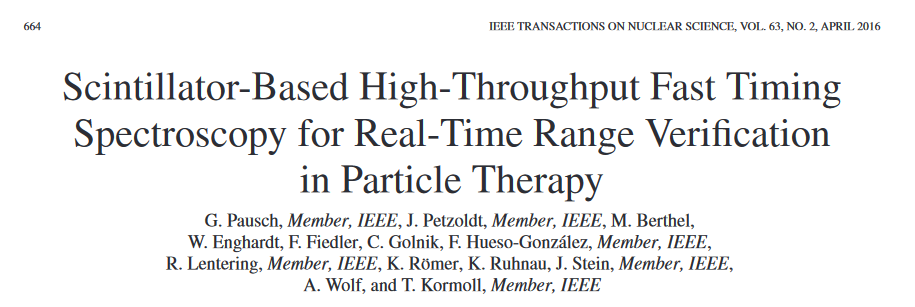 664
IEEE TRANSACTIONS ON NUCLEAR SCIENCE, VOL. 63, NO. 2, APRIL 2016
Scintillator-Based High-Throughput Fast Timing
Spectroscopy for Real-Time Range Verification
in Particle Therapy
G. Pausch, Member, IEEE, J. Petzoldt, Member, IEEE, M. Berthel,
W. Enghardt, F. Fiedler, C. Golnik, F. Hueso-González, Member, IEEE,
R. Lentering, Member, IEEE, K. Römer, K. Ruhnau, J. Stein, Member, IEEE,
A. Wolf, and T. Kormoll, Member, IEEE